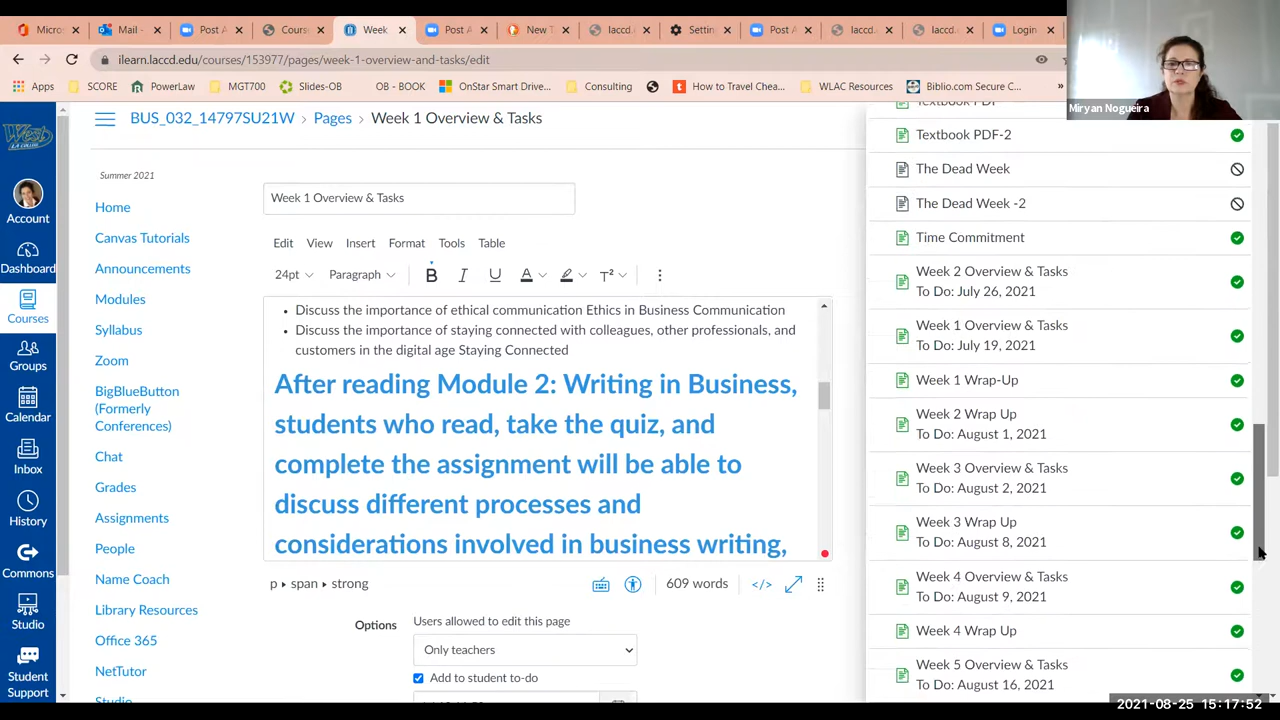 Micros
Mail -
Post A
Course
Week
Post A
New T
laccd.
Settin
Post A
laccd.
laccd.
Login
ilearn.laccd.edu/courses/153977/pages/week-1-overview-and-tasks/edit
Apps
SCORE
PowerLaw
MGT700
Slides-OB
OB - BOOK
OnStar Smart Drive...
Consulting
How to Travel Chea...
WLAC Resources
Biblio.com Secure C...
»
Miryan Nogueira
West
Account
Dashboard
Courses
Groups
Calendar
Inbox
History
Commons
Studio
Student
Support
BUS_032_14797SU21W › Pages › Week 1 Overview & Tasks
Summer 2021
Home
Canvas Tutorials
Announcements
Modules
Syllabus
Zoom
BigBlueButton
(Formerly
Conferences)
Chat
Grades
Assignments
People
Name Coach
Library Resources
Office 365
NetTutor
Studio
Week 1 Overview & Tasks
Edit View Insert Format Tools Table
24pt Paragraph B I U A T²
• Discuss the importance of ethical communication Ethics in Business Communication
• Discuss the importance of staying connected with colleagues, other professionals, and
customers in the digital age Staying Connected
After reading Module 2: Writing in Business,
students who read, take the quiz, and
complete the assignment will be able to
discuss different processes and
considerations involved in business writing,
p ▸ span ▸ strong
609 words
</>
Options
Users allowed to edit this page
Only teachers
Add to student to-do
Textbook PDF
Textbook PDF-2
The Dead Week
The Dead Week -2
Time Commitment
Week 2 Overview & Tasks
To Do: July 26, 2021
Week 1 Overview & Tasks
To Do: July 19, 2021
Week 1 Wrap-Up
Week 2 Wrap Up
To Do: August 1, 2021
Week 3 Overview & Tasks
To Do: August 2, 2021
Week 3 Wrap Up
To Do: August 8, 2021
Week 4 Overview & Tasks
To Do: August 9, 2021
Week 4 Wrap Up
Week 5 Overview & Tasks
To Do: August 16, 2021
2021-08-25 15:17:52